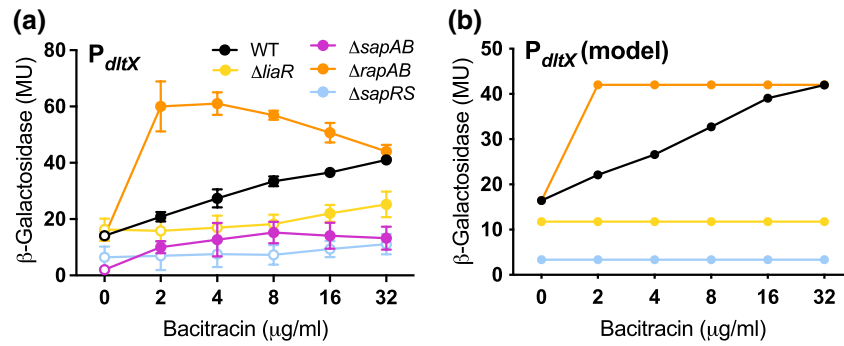 (a)
P dltX
WT
ΔliaR
ΔsapAB
ΔrapAB
ΔsapRS
80
60
40
20
0
β-Galactosidase (MU)
0 2 4 8 16 32
Bacitracin (μg/ml)
(b)
P dltX (model)
50
40
30
20
10
0
β-Galactosidase (MU)
0 2 4 8 16 32
Bacitracin (μg/ml)